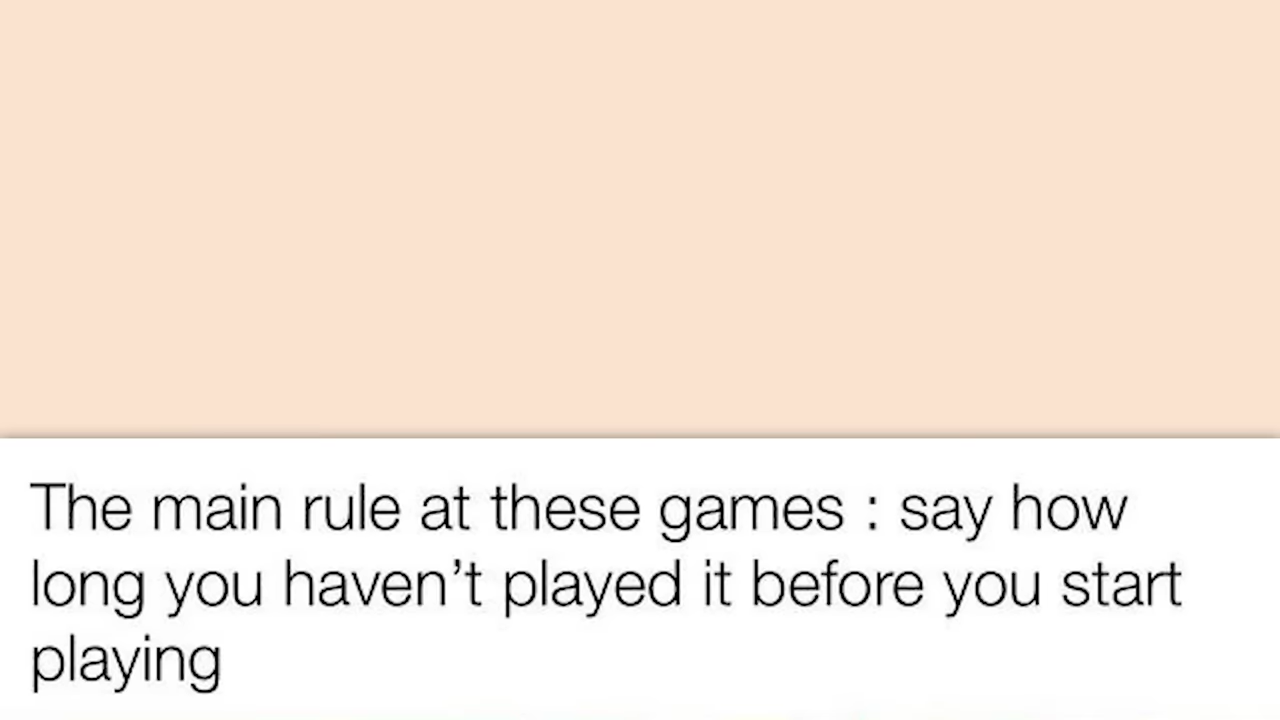 The main rule at these games : say how
long you haven’t played it before you start
playing